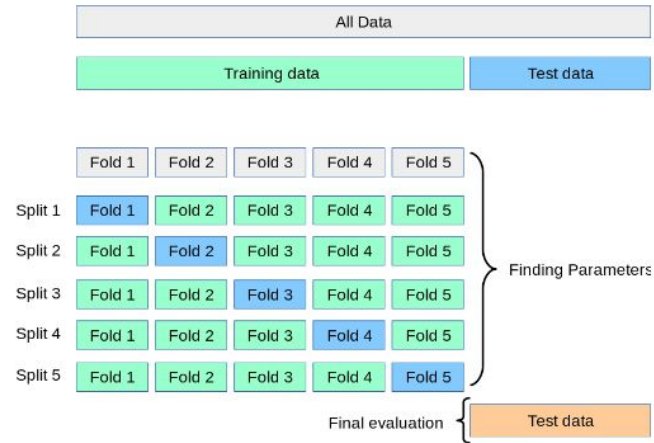 All Data
Training data Test data
Fold 1 Fold 2 Fold 3 Fold 4 Fold 5
Split 1 Fold 1 Fold 2 Fold 3 Fold 4 Fold 5
Split 2 Fold 1 Fold 2 Fold 3 Fold 4 Fold 5
Finding Parameters
Split 3 Fold 1 Fold 2 Fold 3 Fold 4 Fold 5
Split 4 Fold 1 Fold 2 Fold 3 Fold 4 Fold 5
Split 5 Fold 1 Fold 2 Fold 3 Fold 4 Fold 5
Final evaluation Test data